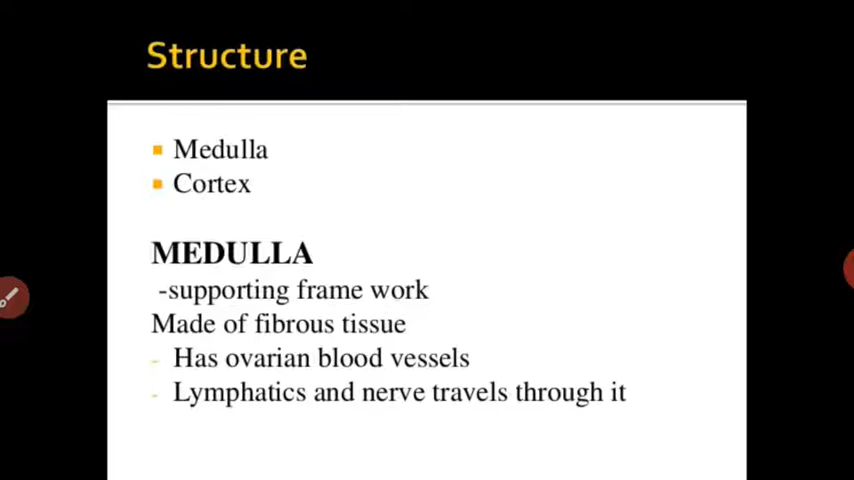 Structure
Medulla
Cortex
MEDULLA
-supporting frame work
Made of fibrous tissue
- Has ovarian blood vessels
- Lymphatics and nerve travels through it